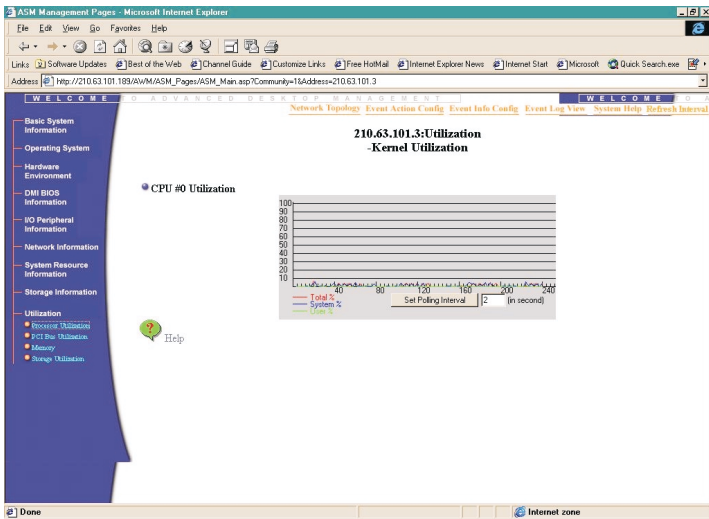 ASM Management Pages - Microsoft Internet Explorer
File Edit View Go Favorites Help
Links Software Updates Best of the Web Channel Guide Customize Links Free HotMail Internet Explorer News Internet Start Microsoft Quick Search.exe
Address http://210.63.101.189/AWM/ASM_Pages/ASM_Main.asp?Community=1&Address=210.63.101.3
WELCOME TO ADVANCED DESKTOP MANAGEMENT WELCOME TO A
Network Topology Event Action Config Event Info Config Event Log View System Help Refresh Interval
Basic System
Information
Operating System
Hardware
Environment
DMI BIOS
Information
I/O Peripheral
Information
Network Information
System Resource
Information
Storage Information
Utilization
Processor Utilization
PCI Bus Utilization
Memory
Storage Utilization
210.63.101.3:Utilization
-Kernel Utilization
CPU #0 Utilization
100
90
80
70
60
50
40
30
20
10
40 80 120 160 200 240
Total %
System %
User %
Set Polling Interval 2 (in second)
Help
Done Internet zone